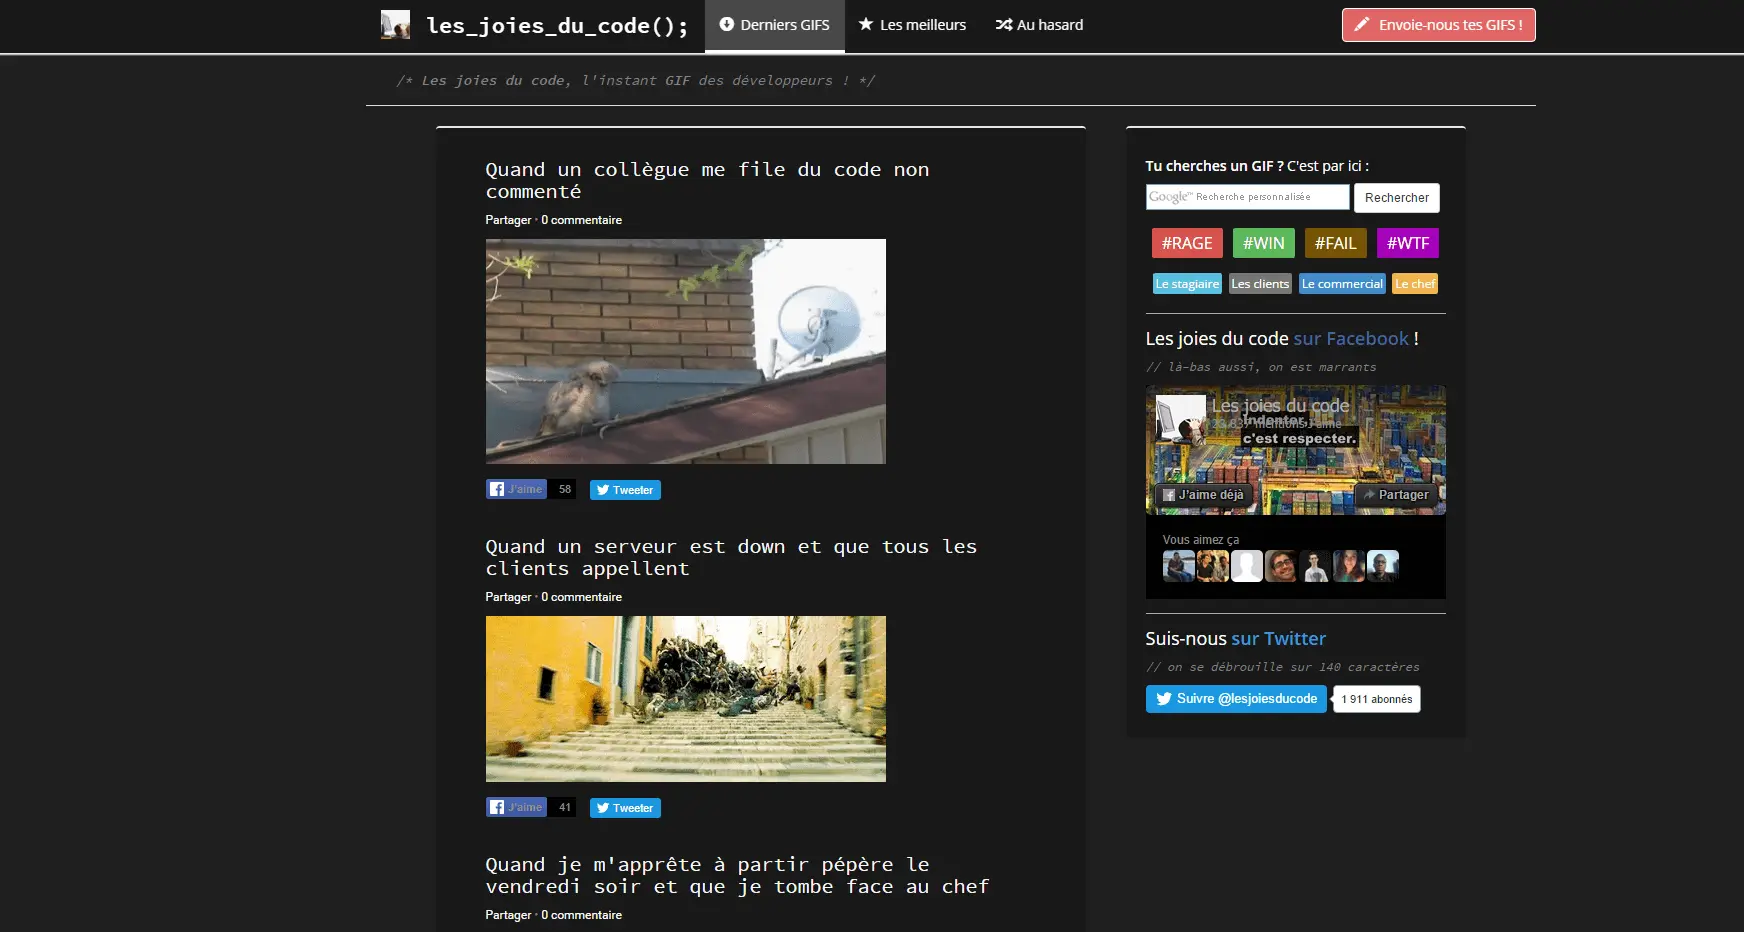 les_joies_du_code();
Derniers GIFS
Les meilleurs
Au hasard
Envoie-nous tes GIFS !
/* Les joies du code, l'instant GIF des développeurs ! */
Quand un collègue me file du code non
commenté
Partager · 0 commentaire
J'aime 58
Tweeter
Quand un serveur est down et que tous les
clients appellent
Partager · 0 commentaire
J'aime 41
Tweeter
Quand je m'apprête à partir pépère le
vendredi soir et que je tombe face au chef
Partager · 0 commentaire
Tu cherches un GIF ? C'est par ici :
Google™ Recherche personnalisée
Rechercher
#RAGE #WIN #FAIL #WTF
Le stagiaire Les clients Le commercial Le chef
Les joies du code sur Facebook !
// là-bas aussi, on est marrants
Les joies du code
Indenter,
mentions J'aime
c'est respecter.
J'aime déjà
Partager
Vous aimez ça
Suis-nous sur Twitter
// on se débrouille sur 140 caractères
Suivre @lesjoiesducode
1 911 abonnés